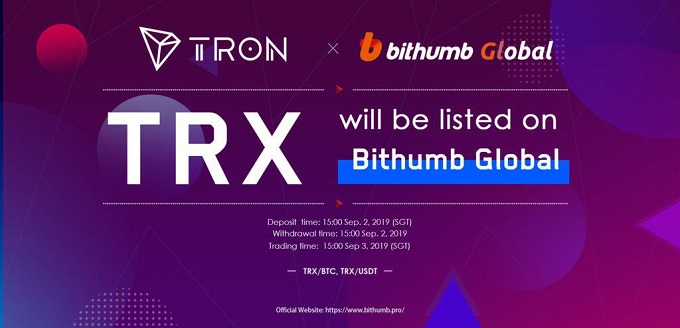 TRON × bithumb Global
TRX
will be listed on
Bithumb Global
Deposit time: 15:00 Sep. 2, 2019 (SGT)
Withdrawal time: 15:00 Sep. 2, 2019
Trading time: 15:00 Sep 3, 2019 (SGT)
— TRX/BTC, TRX/USDT —
Official Website: https://www.bithumb.pro/